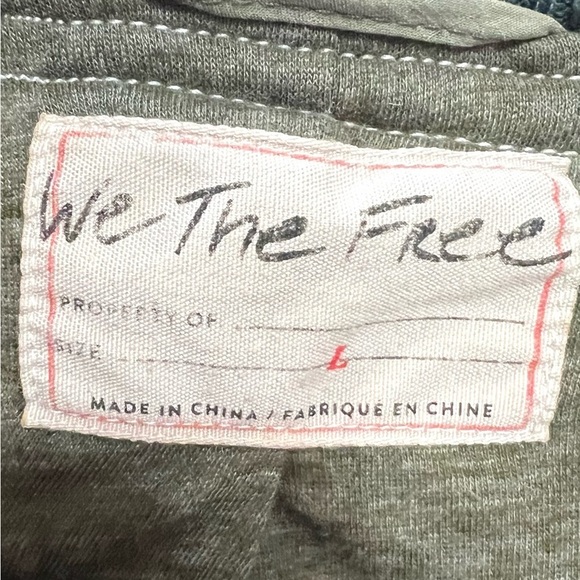 We The Free
PROPERTY OF
SIZE L
MADE IN CHINA / FABRIQUÉ EN CHINE